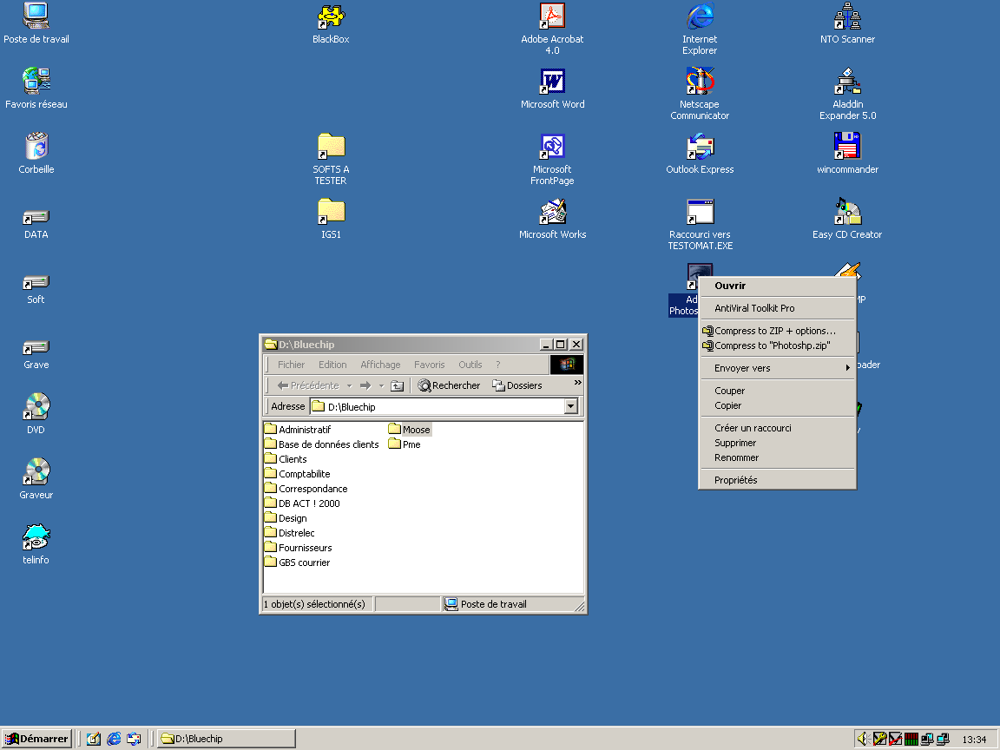 Poste de travail
Favoris réseau
Corbeille
DATA
Soft
Grave
DVD
Graveur
telinfo
BlackBox
SOFTS A
TESTER
IGS1
Adobe Acrobat
4.0
Microsoft Word
Microsoft
FrontPage
Microsoft Works
Internet
Explorer
Netscape
Communicator
Outlook Express
Raccourci vers
TESTOMAT.EXE
Ad
Photos
NTO Scanner
Aladdin
Expander 5.0
wincommander
Easy CD Creator
MP
oader
Ouvrir
AntiViral Toolkit Pro
Compress to ZIP + options...
Compress to "Photoshp.zip"
Envoyer vers
Couper
Copier
Créer un raccourci
Supprimer
Renommer
Propriétés
D:\Bluechip
Fichier Edition Affichage Favoris Outils ?
Précédente Rechercher Dossiers »
Adresse D:\Bluechip
Administratif
Base de données clients
Clients
Comptabilite
Correspondance
DB ACT ! 2000
Design
Distrelec
Fournisseurs
GBS courrier
Moose
Pme
1 objet(s) sélectionné(s) Poste de travail
Démarrer D:\Bluechip 13:34